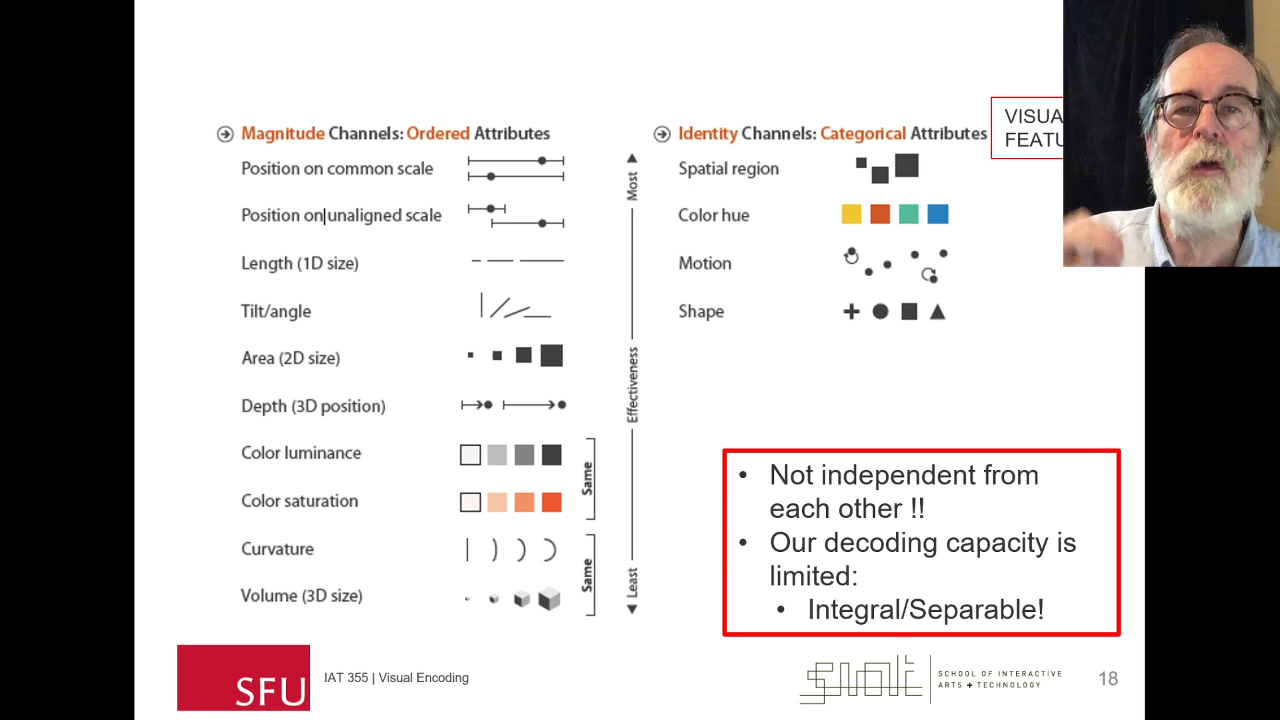 Magnitude Channels: Ordered Attributes
Position on common scale
Position on unaligned scale
Length (1D size)
Tilt/angle
Area (2D size)
Depth (3D position)
Color luminance
Color saturation
Curvature
Volume (3D size)
Same
Same
Most
Effectiveness
Least
Identity Channels: Categorical Attributes
Spatial region
Color hue
Motion
Shape
• Not independent from
each other !!
• Our decoding capacity is
limited:
• Integral/Separable!
SFU
IAT 355 | Visual Encoding
SCHOOL OF INTERACTIVE
ARTS + TECHNOLOGY
18